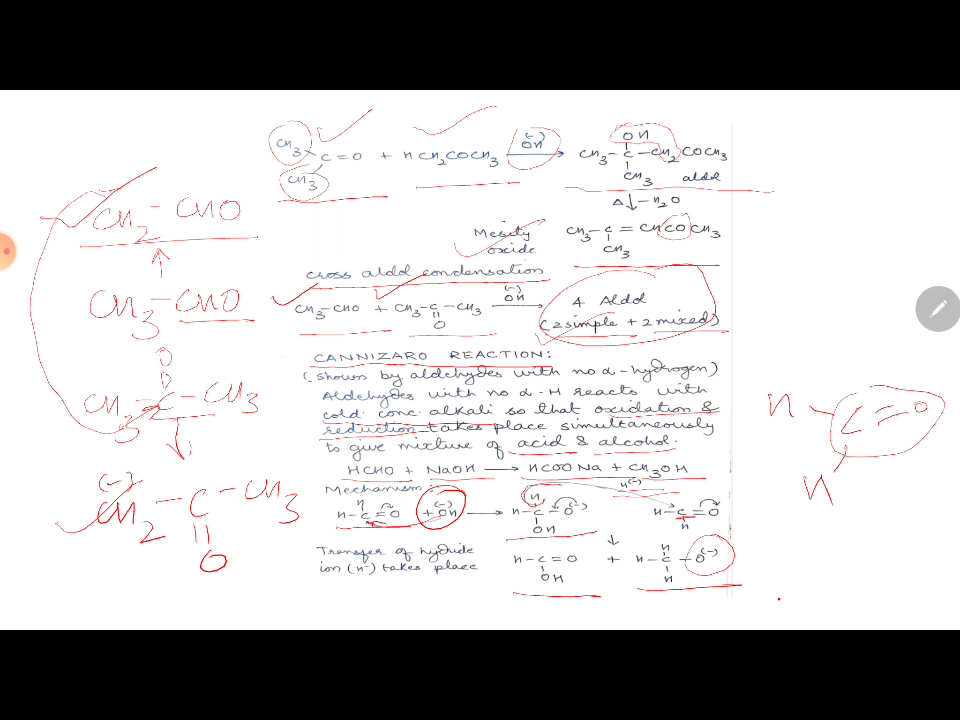 CH3
C=O + HCH2COCH3 (-)OH → CH3-C-CH2COCH3
CH3
OH
CH3 aldol
Δ↓-H2O
Mesity CH3-C=CHCOCH3
oxide CH3
cross aldol condensation
CH3-CHO + CH3-C-CH3 (-)OH → 4 Aldol
O (2 simple + 2 mixed)
CANNIZARO REACTION:
(shown by aldehydes with no α-hydrogen)
Aldehydes with no α-H reacts with
cold conc. alkali so that oxidation &
reduction takes place simultaneously
to give mixture of acid & alcohol.
HCHO + NaOH → HCOONa + CH3OH
Mechanism: H(-)
H H
H-C=O + (-)OH → H-C-O(-) H-C=O
OH H
Transfer of hydride H
ion (H-) takes place H-C=O + H-C-O(-)
OH H
CH2-CHO
CH3-CHO
O
CH3-C-CH3
(-)
CH2-C-CH3
O
H
C=O
H